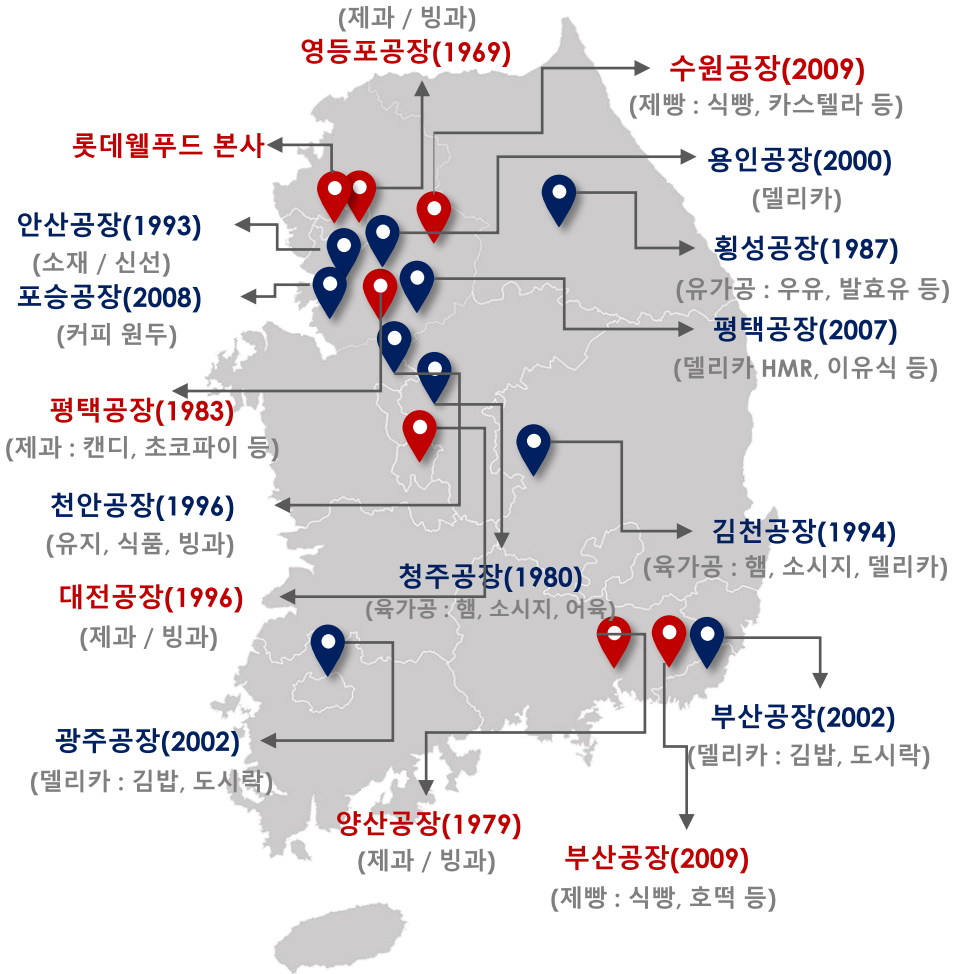 (제과 / 빙과)
영등포공장(1969)
수원공장(2009)
(제빵 : 식빵, 카스텔라 등)
롯데웰푸드 본사
용인공장(2000)
(델리카)
안산공장(1993)
(소재 / 신선)
횡성공장(1987)
(유가공 : 우유, 발효유 등)
포승공장(2008)
(커피 원두)
평택공장(2007)
(델리카 HMR, 이유식 등)
평택공장(1983)
(제과 : 캔디, 초코파이 등)
천안공장(1996)
(유지, 식품, 빙과)
김천공장(1994)
(육가공 : 햄, 소시지, 델리카)
청주공장(1980)
(육가공 : 햄, 소시지, 어육)
대전공장(1996)
(제과 / 빙과)
부산공장(2002)
(델리카 : 김밥, 도시락)
광주공장(2002)
(델리카 : 김밥, 도시락)
양산공장(1979)
(제과 / 빙과)
부산공장(2009)
(제빵 : 식빵, 호떡 등)